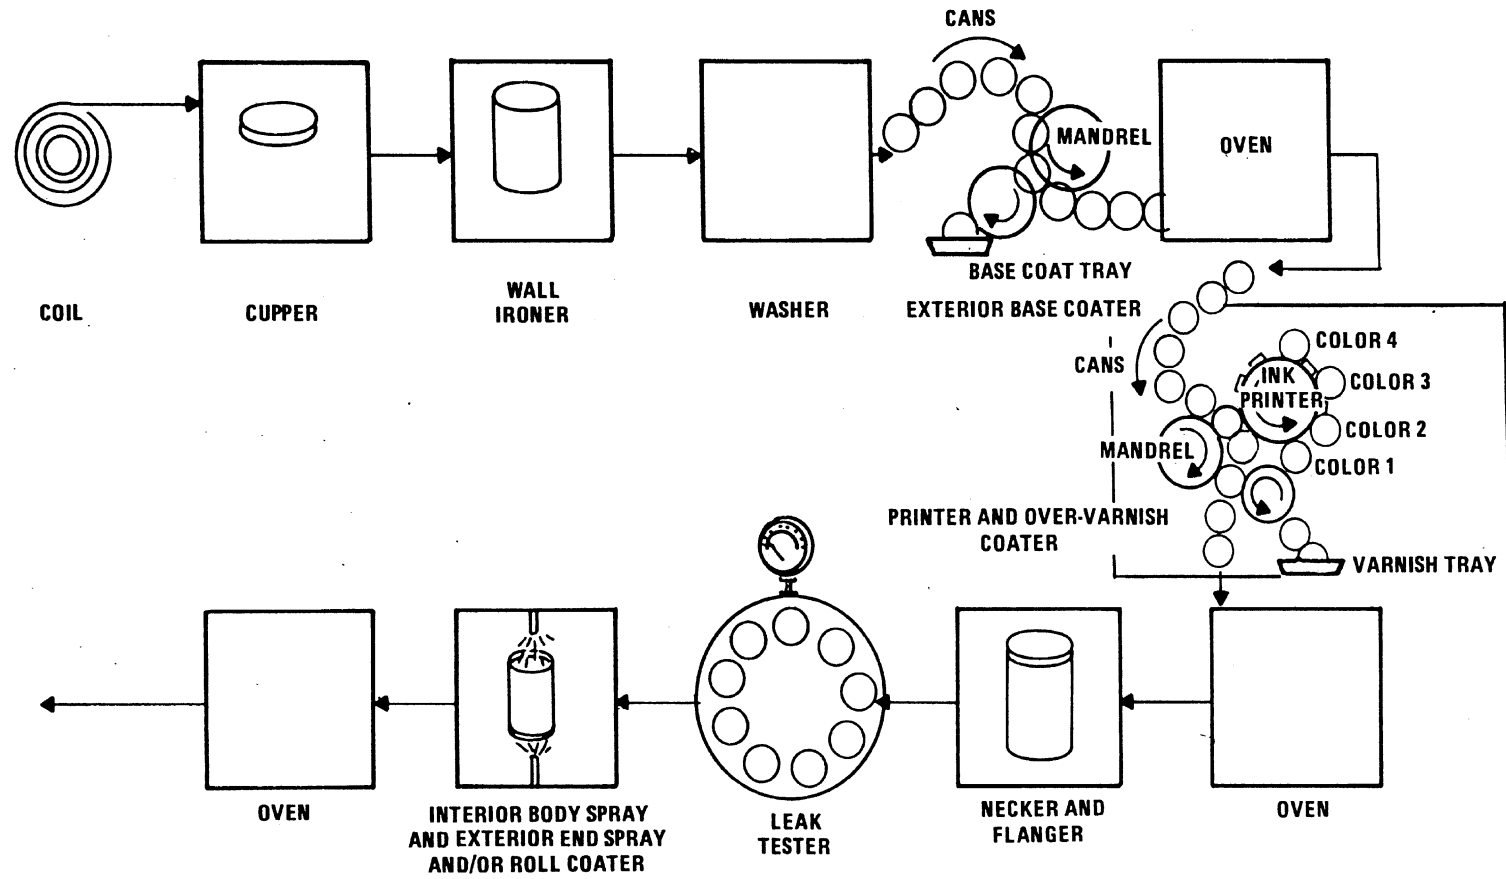 CANS
MANDREL
OVEN
BASE COAT TRAY
EXTERIOR BASE COATER
COIL
CUPPER
WALL
IRONER
WASHER
CANS
COLOR 4
INK
PRINTER
COLOR 3
COLOR 2
MANDREL
COLOR 1
PRINTER AND OVER-VARNISH
COATER
VARNISH TRAY
OVEN
INTERIOR BODY SPRAY
AND EXTERIOR END SPRAY
AND/OR ROLL COATER
LEAK
TESTER
NECKER AND
FLANGER
OVEN